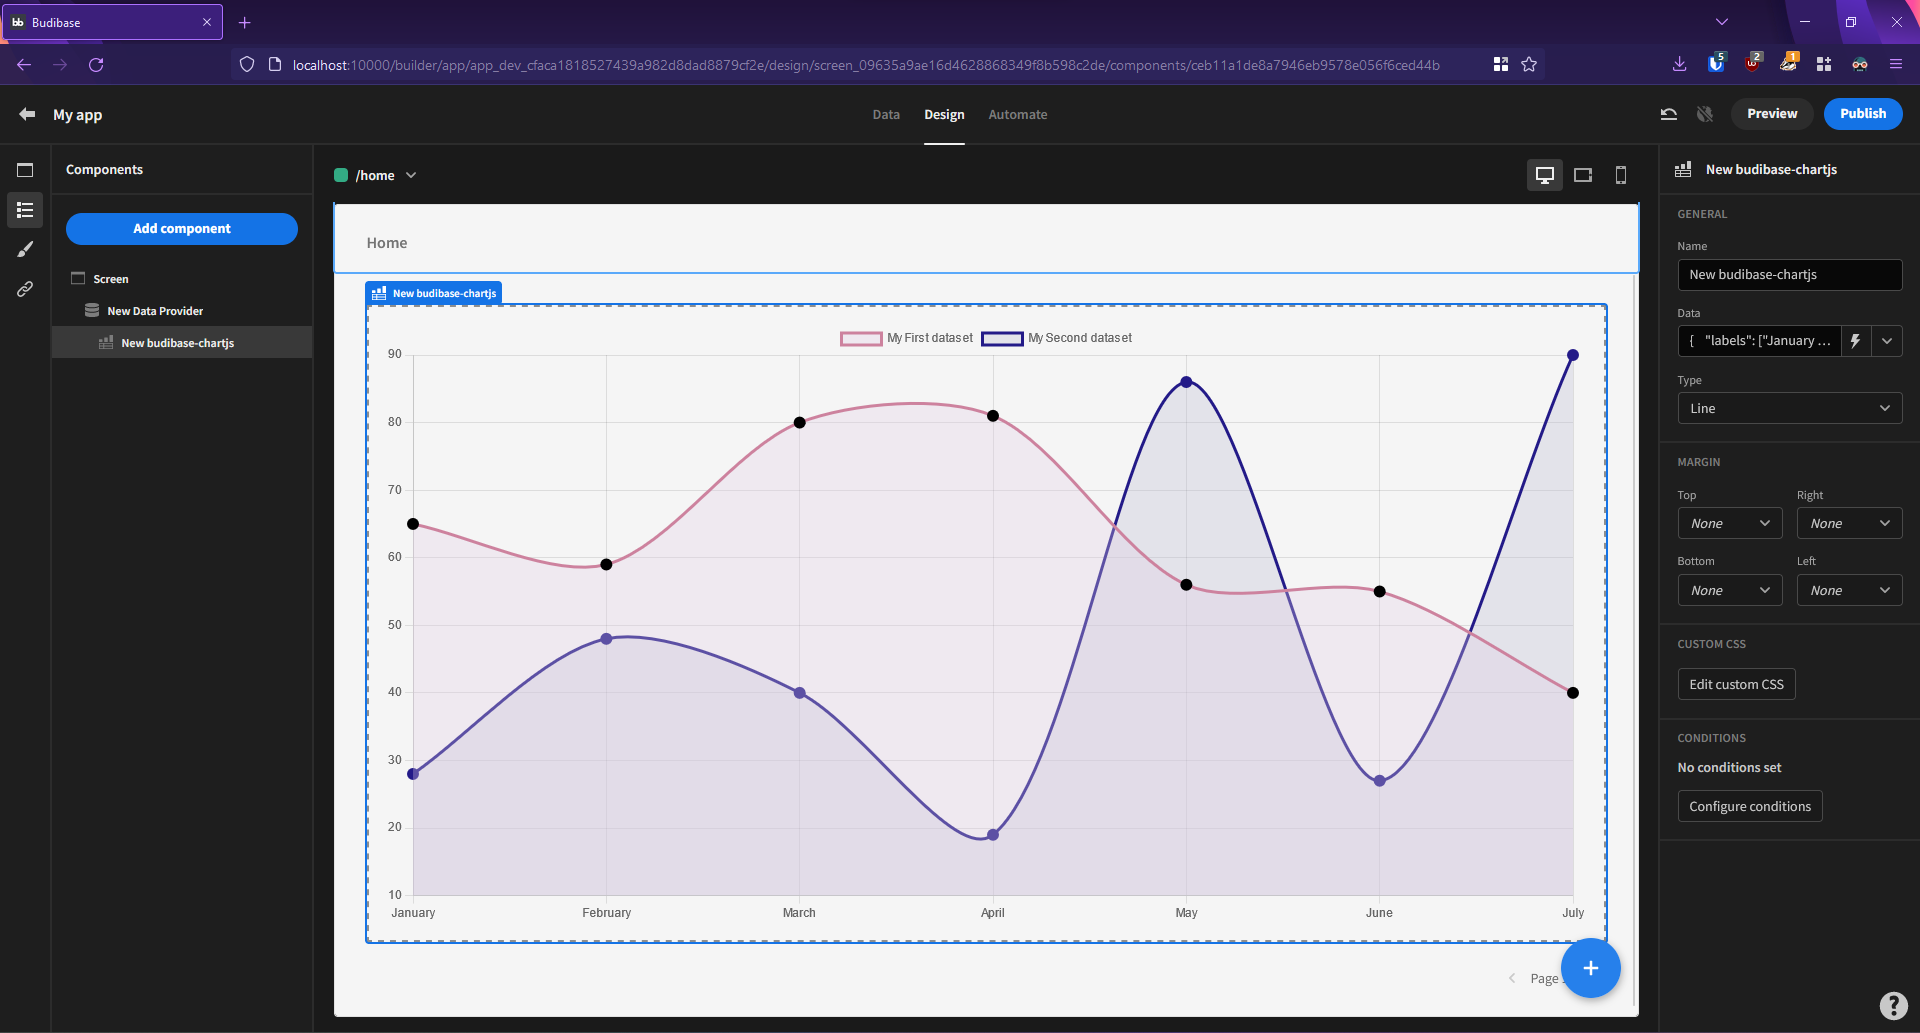 Budibase
localhost:10000/builder/app/app_dev_cfaca1818527439a982d8dad8879cf2e/design/screen_09635a9ae16d4628868349f8b598c2de/components/ceb11a1de8a7946eb9578e056f6ced44b
5
2
1
My app
Data
Design
Automate
Preview
Publish
Components
Add component
Screen
New Data Provider
New budibase-chartjs
/home
Home
New budibase-chartjs
My First dataset
My Second dataset
90
80
70
60
50
40
30
20
10
January
February
March
April
May
June
July
Page
New budibase-chartjs
GENERAL
Name
New budibase-chartjs
Data
{ "labels": ["January ...
Type
Line
MARGIN
Top
Right
None
None
Bottom
Left
None
None
CUSTOM CSS
Edit custom CSS
CONDITIONS
No conditions set
Configure conditions